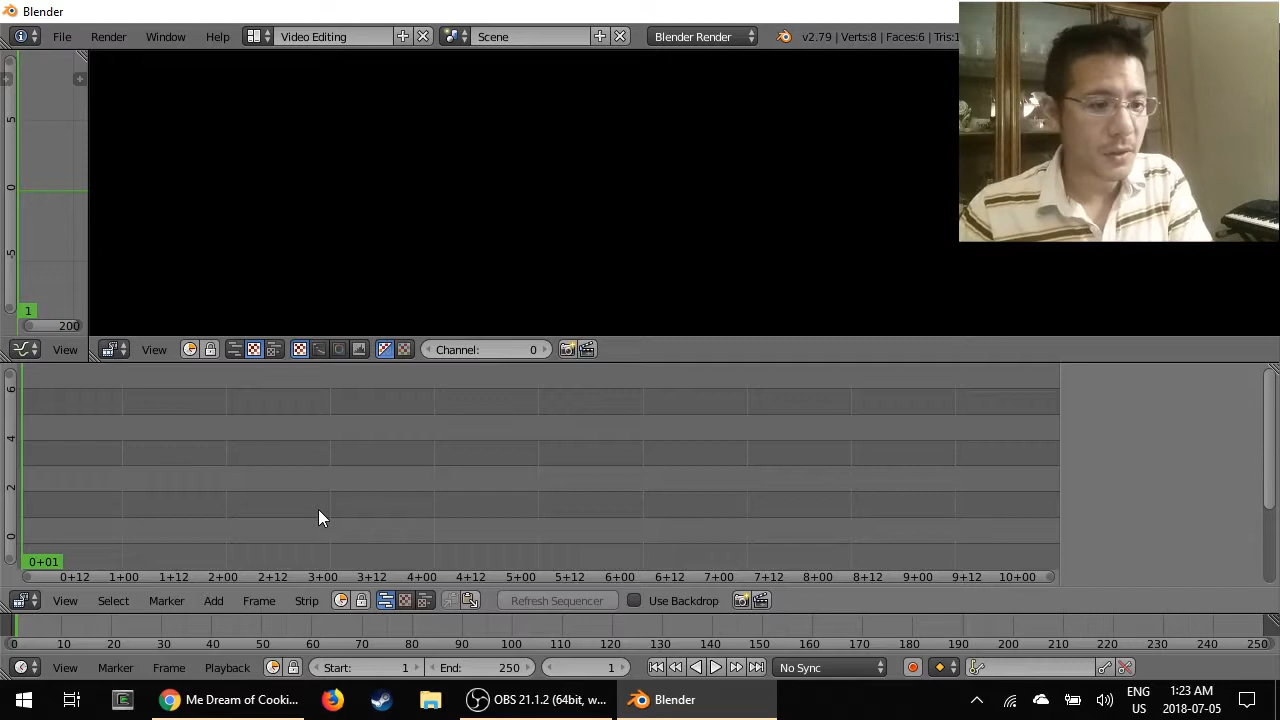 Blender
File Render Window Help Video Editing Scene Blender Render v2.79 | Verts:8 | Faces:6 | Tris:1
5
0
-5
1
200
View View Channel: 0
6
4
2
0
0+01
0+12 1+00 1+12 2+00 2+12 3+00 3+12 4+00 4+12 5+00 5+12 6+00 6+12 7+00 7+12 8+00 8+12 9+00 9+12 10+00
View Select Marker Add Frame Strip Refresh Sequencer Use Backdrop
0 10 20 30 40 50 60 70 80 90 100 110 120 130 140 150 160 170 180 190 200 210 220 230 240 250
View Marker Frame Playback Start: 1 End: 250 1 No Sync
Me Dream of Cooki... OBS 21.1.2 (64bit, w... Blender
ENG 1:23 AM
US 2018-07-05